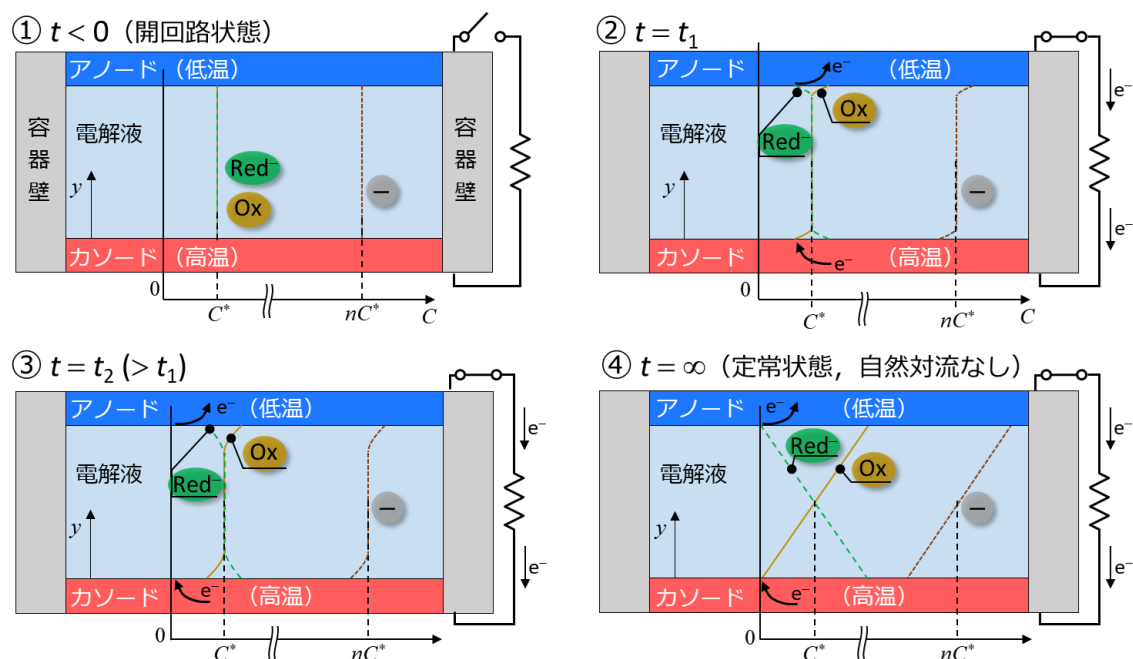 ① t < 0（開回路状態）
アノード （低温）
容器壁
電解液
容器壁
Red⁻
Ox
−
y
カソード （高温）
0
C*
nC*
C
② t = t₁
アノード
e⁻
（低温）
容器壁
電解液
Ox
Red⁻
e⁻
−
y
カソード
e⁻
（高温）
e⁻
0
C*
nC*
C
③ t = t₂ (> t₁)
アノード
e⁻
（低温）
e⁻
電解液
Ox
Red⁻
−
y
カソード
e⁻
（高温）
e⁻
0
C*
nC*
④ t = ∞（定常状態，自然対流なし）
アノード
e⁻
（低温）
e⁻
電解液
Red⁻
Ox
−
y
カソード
e⁻
（高温）
e⁻
0
C*
nC*